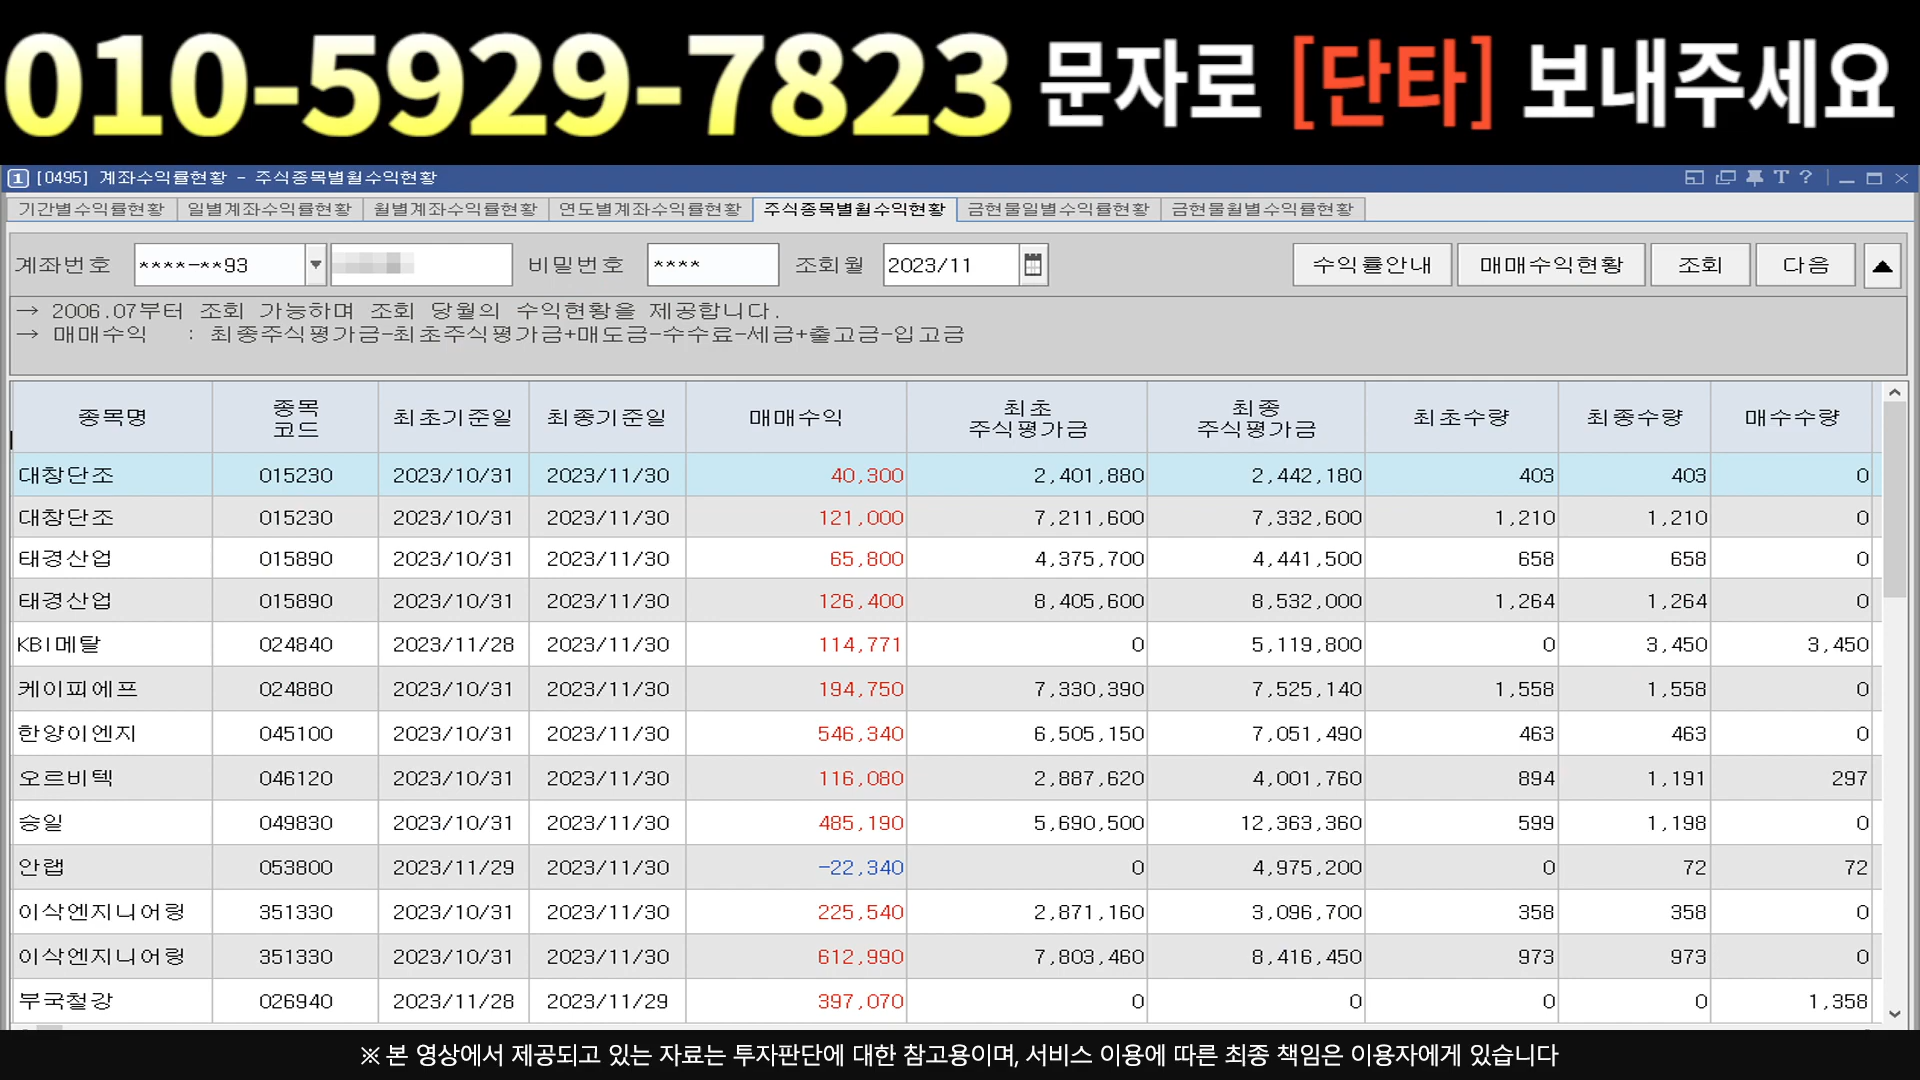 010-5929-7823 문자로 [단타] 보내주세요
1 [0495] 계좌수익률현황 - 주식종목별월수익현황
기간별수익률현황 일별계좌수익률현황 월별계좌수익률현황 연도별계좌수익률현황 주식종목별월수익현황 금현물일별수익률현황 금현물월별수익률현황
계좌번호 ****-**93 비밀번호 **** 조회월 2023/11 수익률안내 매매수익현황 조회 다음
→ 2006.07부터 조회 가능하며 조회 당월의 수익현황을 제공합니다.
→ 매매수익 : 최종주식평가금-최초주식평가금+매도금-수수료-세금+출고금-입고금
종목명 종목코드 최초기준일 최종기준일 매매수익 최초주식평가금 최종주식평가금 최초수량 최종수량 매수수량
대창단조 015230 2023/10/31 2023/11/30 40,300 2,401,880 2,442,180 403 403 0
대창단조 015230 2023/10/31 2023/11/30 121,000 7,211,600 7,332,600 1,210 1,210 0
태경산업 015890 2023/10/31 2023/11/30 65,800 4,375,700 4,441,500 658 658 0
태경산업 015890 2023/10/31 2023/11/30 126,400 8,405,600 8,532,000 1,264 1,264 0
KBI메탈 024840 2023/11/28 2023/11/30 114,771 0 5,119,800 0 3,450 3,450
케이피에프 024880 2023/10/31 2023/11/30 194,750 7,330,390 7,525,140 1,558 1,558 0
한양이엔지 045100 2023/10/31 2023/11/30 546,340 6,505,150 7,051,490 463 463 0
오르비텍 046120 2023/10/31 2023/11/30 116,080 2,887,620 4,001,760 894 1,191 297
승일 049830 2023/10/31 2023/11/30 485,190 5,690,500 12,363,360 599 1,198 0
안랩 053800 2023/11/29 2023/11/30 -22,340 0 4,975,200 0 72 72
이삭엔지니어링 351330 2023/10/31 2023/11/30 225,540 2,871,160 3,096,700 358 358 0
이삭엔지니어링 351330 2023/10/31 2023/11/30 612,990 7,803,460 8,416,450 973 973 0
부국철강 026940 2023/11/28 2023/11/29 397,070 0 0 0 0 1,358
※ 본 영상에서 제공되고 있는 자료는 투자판단에 대한 참고용이며, 서비스 이용에 따른 최종 책임은 이용자에게 있습니다